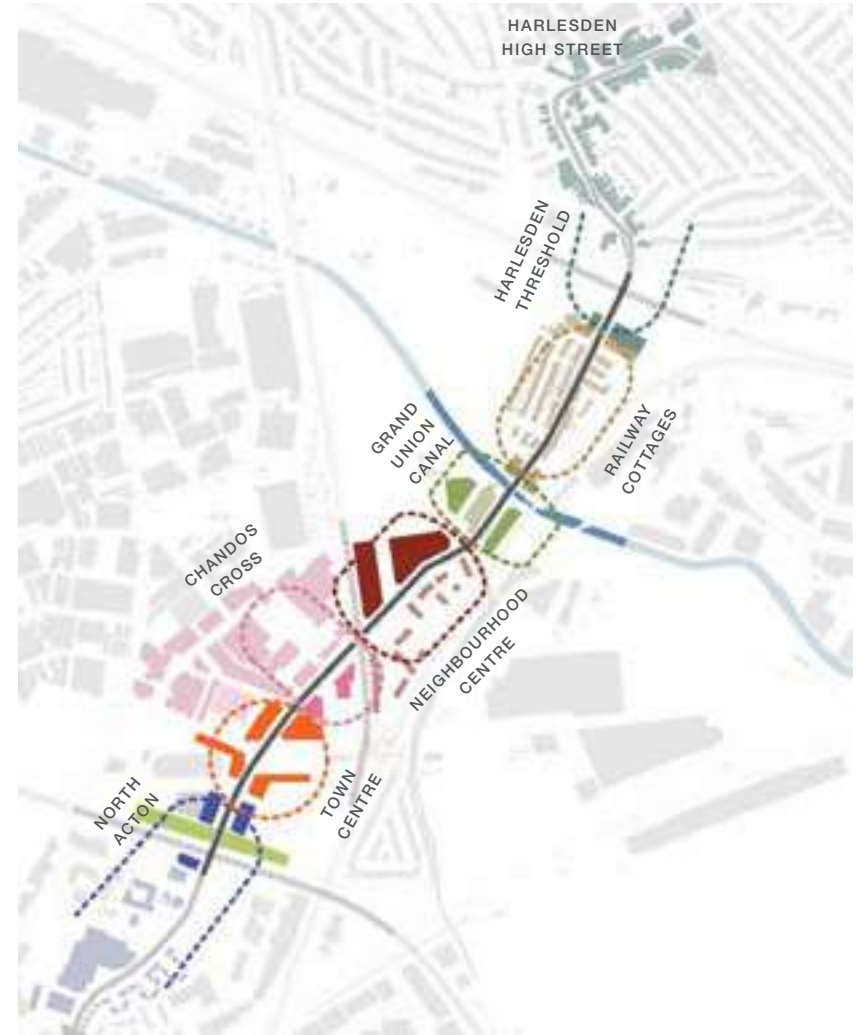 HARLESDEN
HIGH STREET
HARLESDEN
THRESHOLD
GRAND
UNION
CANAL
RAILWAY
COTTAGES
CHANDOS
CROSS
NEIGHBOURHOOD
CENTRE
NORTH
ACTON
TOWN
CENTRE